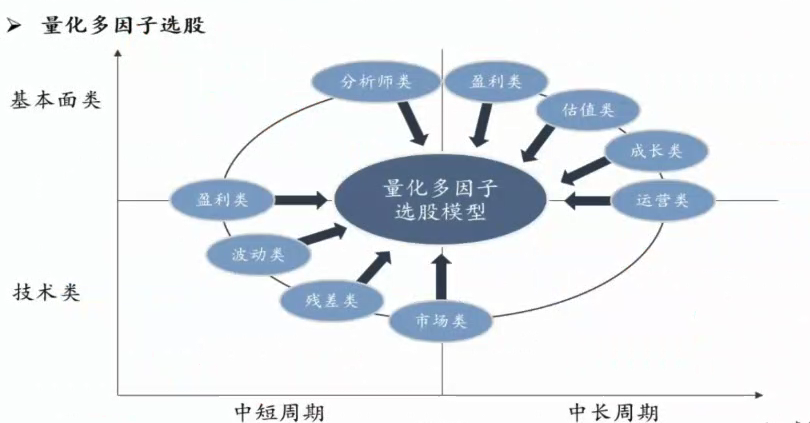 ➤ 量化多因子选股
基本面类
分析师类
盈利类
估值类
成长类
盈利类
量化多因子
选股模型
运营类
波动类
技术类
残差类
市场类
中短周期
中长周期